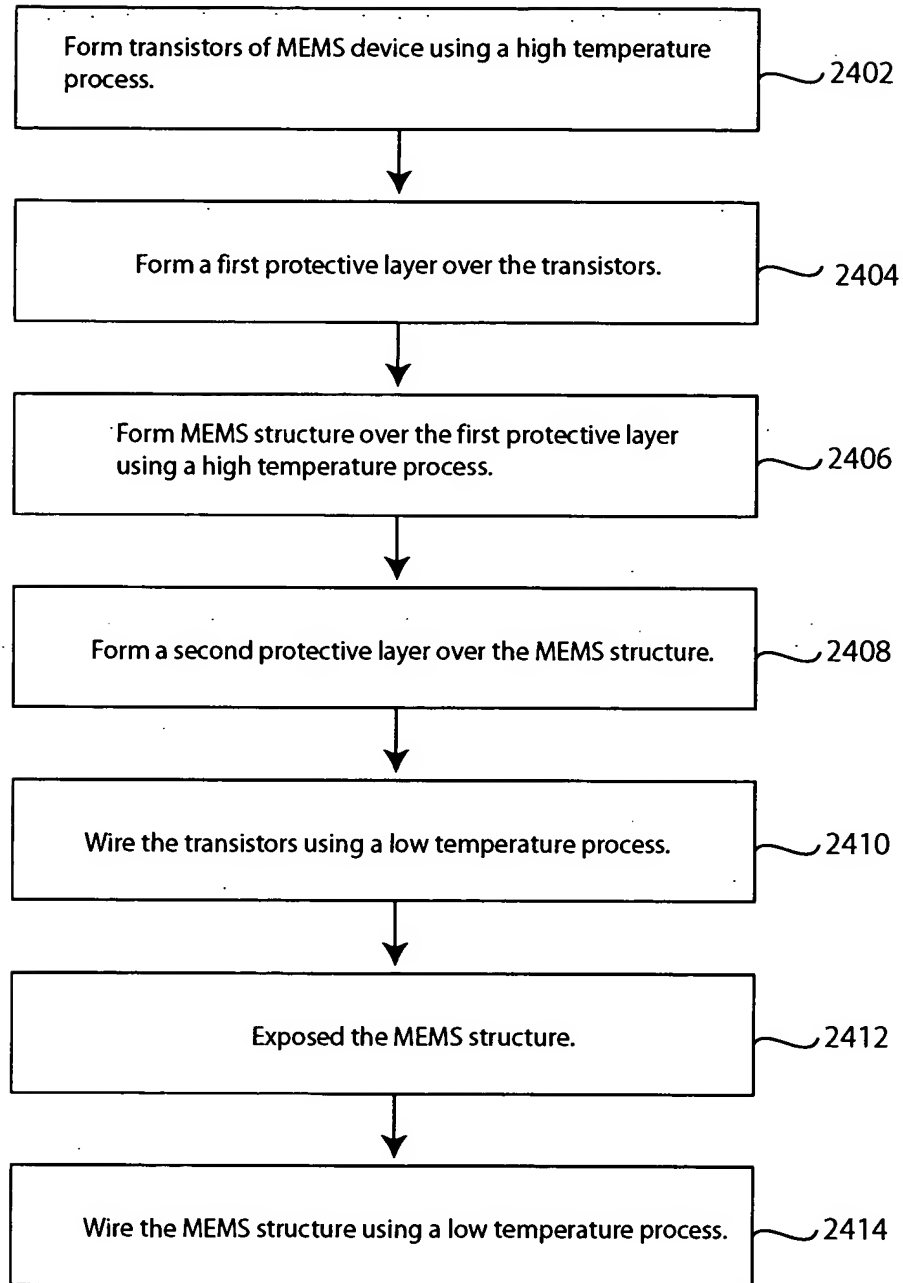 Form transistors of MEMS device using a high temperature
process.
2402
Form a first protective layer over the transistors.
2404
Form MEMS structure over the first protective layer
using a high temperature process.
2406
Form a second protective layer over the MEMS structure.
2408
Wire the transistors using a low temperature process.
2410
Exposed the MEMS structure.
2412
Wire the MEMS structure using a low temperature process.
2414